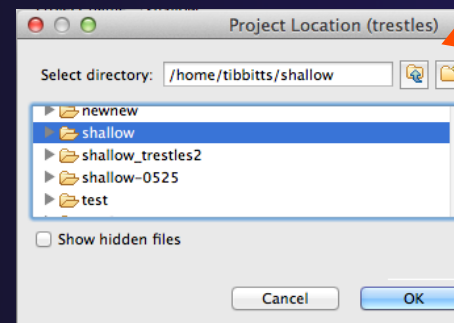 Project Location (trestles)
Select directory: /home/tibbitts/shallow
newnew
shallow
shallow_trestles2
shallow-0525
test
Show hidden files
Cancel OK